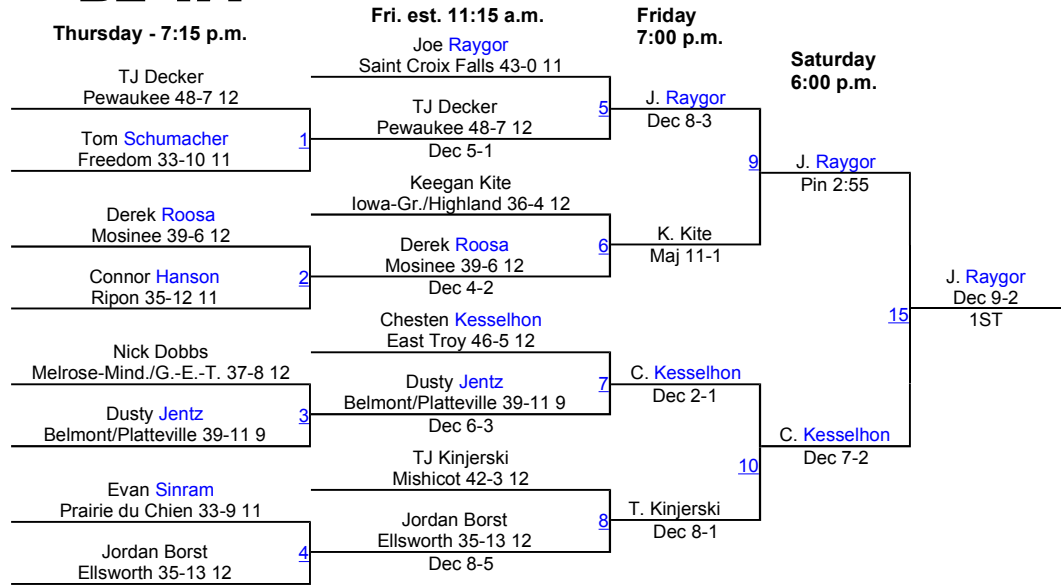 Thursday - 7:15 p.m.
TJ Decker
Pewaukee 48-7 12
Tom Schumacher
Freedom 33-10 11
1
Derek Roosa
Mosinee 39-6 12
Connor Hanson
Ripon 35-12 11
2
Nick Dobbs
Melrose-Mind./G.-E.-T. 37-8 12
Dusty Jentz
Belmont/Platteville 39-11 9
3
Evan Sinram
Prairie du Chien 33-9 11
Jordan Borst
Ellsworth 35-13 12
4
Fri. est. 11:15 a.m.
Joe Raygor
Saint Croix Falls 43-0 11
TJ Decker
Pewaukee 48-7 12
Dec 5-1
5
Keegan Kite
Iowa-Gr./Highland 36-4 12
Derek Roosa
Mosinee 39-6 12
Dec 4-2
6
Chesten Kesselhon
East Troy 46-5 12
Dusty Jentz
Belmont/Platteville 39-11 9
Dec 6-3
7
TJ Kinjerski
Mishicot 42-3 12
Jordan Borst
Ellsworth 35-13 12
Dec 8-5
8
Friday
7:00 p.m.
J. Raygor
Dec 8-3
9
K. Kite
Maj 11-1
C. Kesselhon
Dec 2-1
10
T. Kinjerski
Dec 8-1
Saturday
6:00 p.m.
J. Raygor
Pin 2:55
15
C. Kesselhon
Dec 7-2
J. Raygor
Dec 9-2
1ST